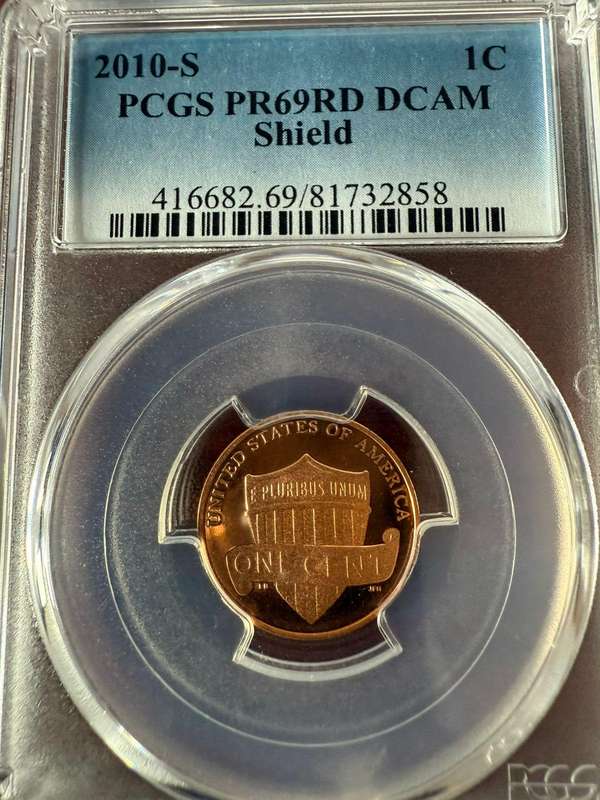 2010-S 1C
PCGS PR69RD DCAM
Shield
416682.69/81732858
UNITED STATES OF AMERICA
E PLURIBUS UNUM
ONE CENT
PCGS